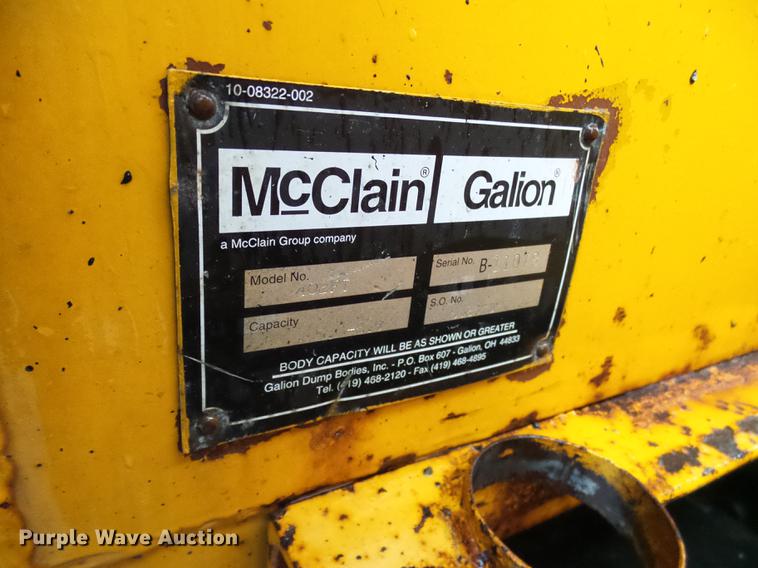 10-08322-002
McClain® Galion®
a McClain Group company
Model No.
Serial No. B-
Capacity
S.O. No.
BODY CAPACITY WILL BE AS SHOWN OR GREATER
Galion Dump Bodies, Inc. - P.O. Box 607 - Galion, OH 44833
Tel. (419) 468-2120 - Fax (419) 468-4895
Purple Wave Auction